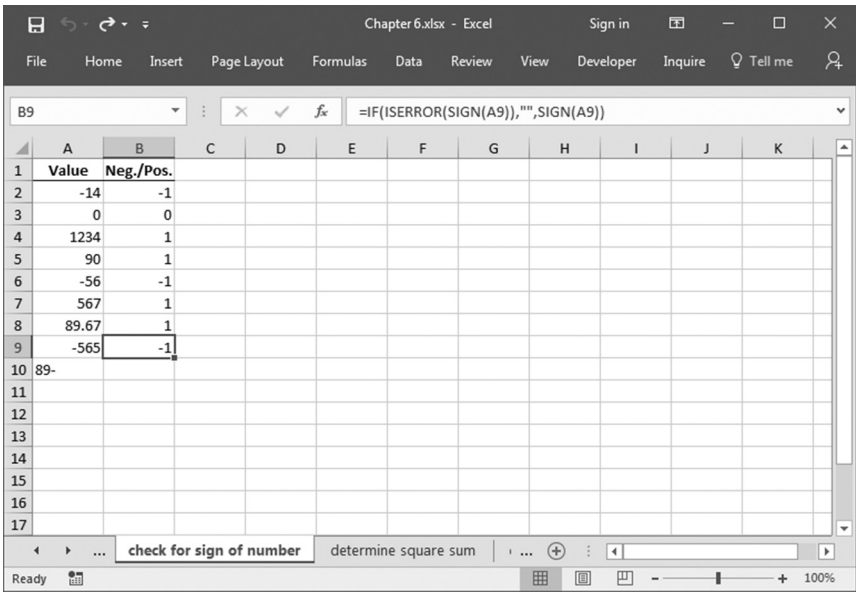 Chapter 6.xlsx - Excel Sign in
File Home Insert Page Layout Formulas Data Review View Developer Inquire Tell me
B9 fx =IF(ISERROR(SIGN(A9)),"",SIGN(A9))
A B C D E F G H I J K
1 Value Neg./Pos.
2 -14 -1
3 0 0
4 1234 1
5 90 1
6 -56 -1
7 567 1
8 89.67 1
9 -565 -1
10 89-
11
12
13
14
15
16
17
... check for sign of number determine square sum ...
Ready 100%